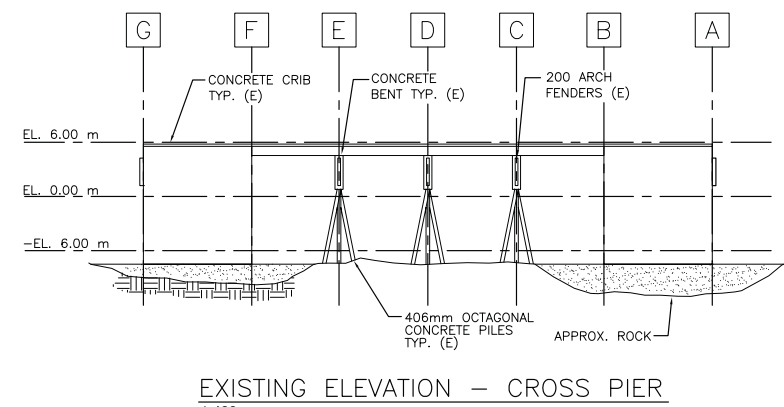 G F E D C B A
CONCRETE CRIB
TYP. (E)
CONCRETE
BENT TYP. (E)
200 ARCH
FENDERS (E)
EL. 6.00 m
EL. 0.00 m
-EL. 6.00 m
406mm OCTAGONAL
CONCRETE PILES
TYP. (E)
APPROX. ROCK
EXISTING ELEVATION – CROSS PIER